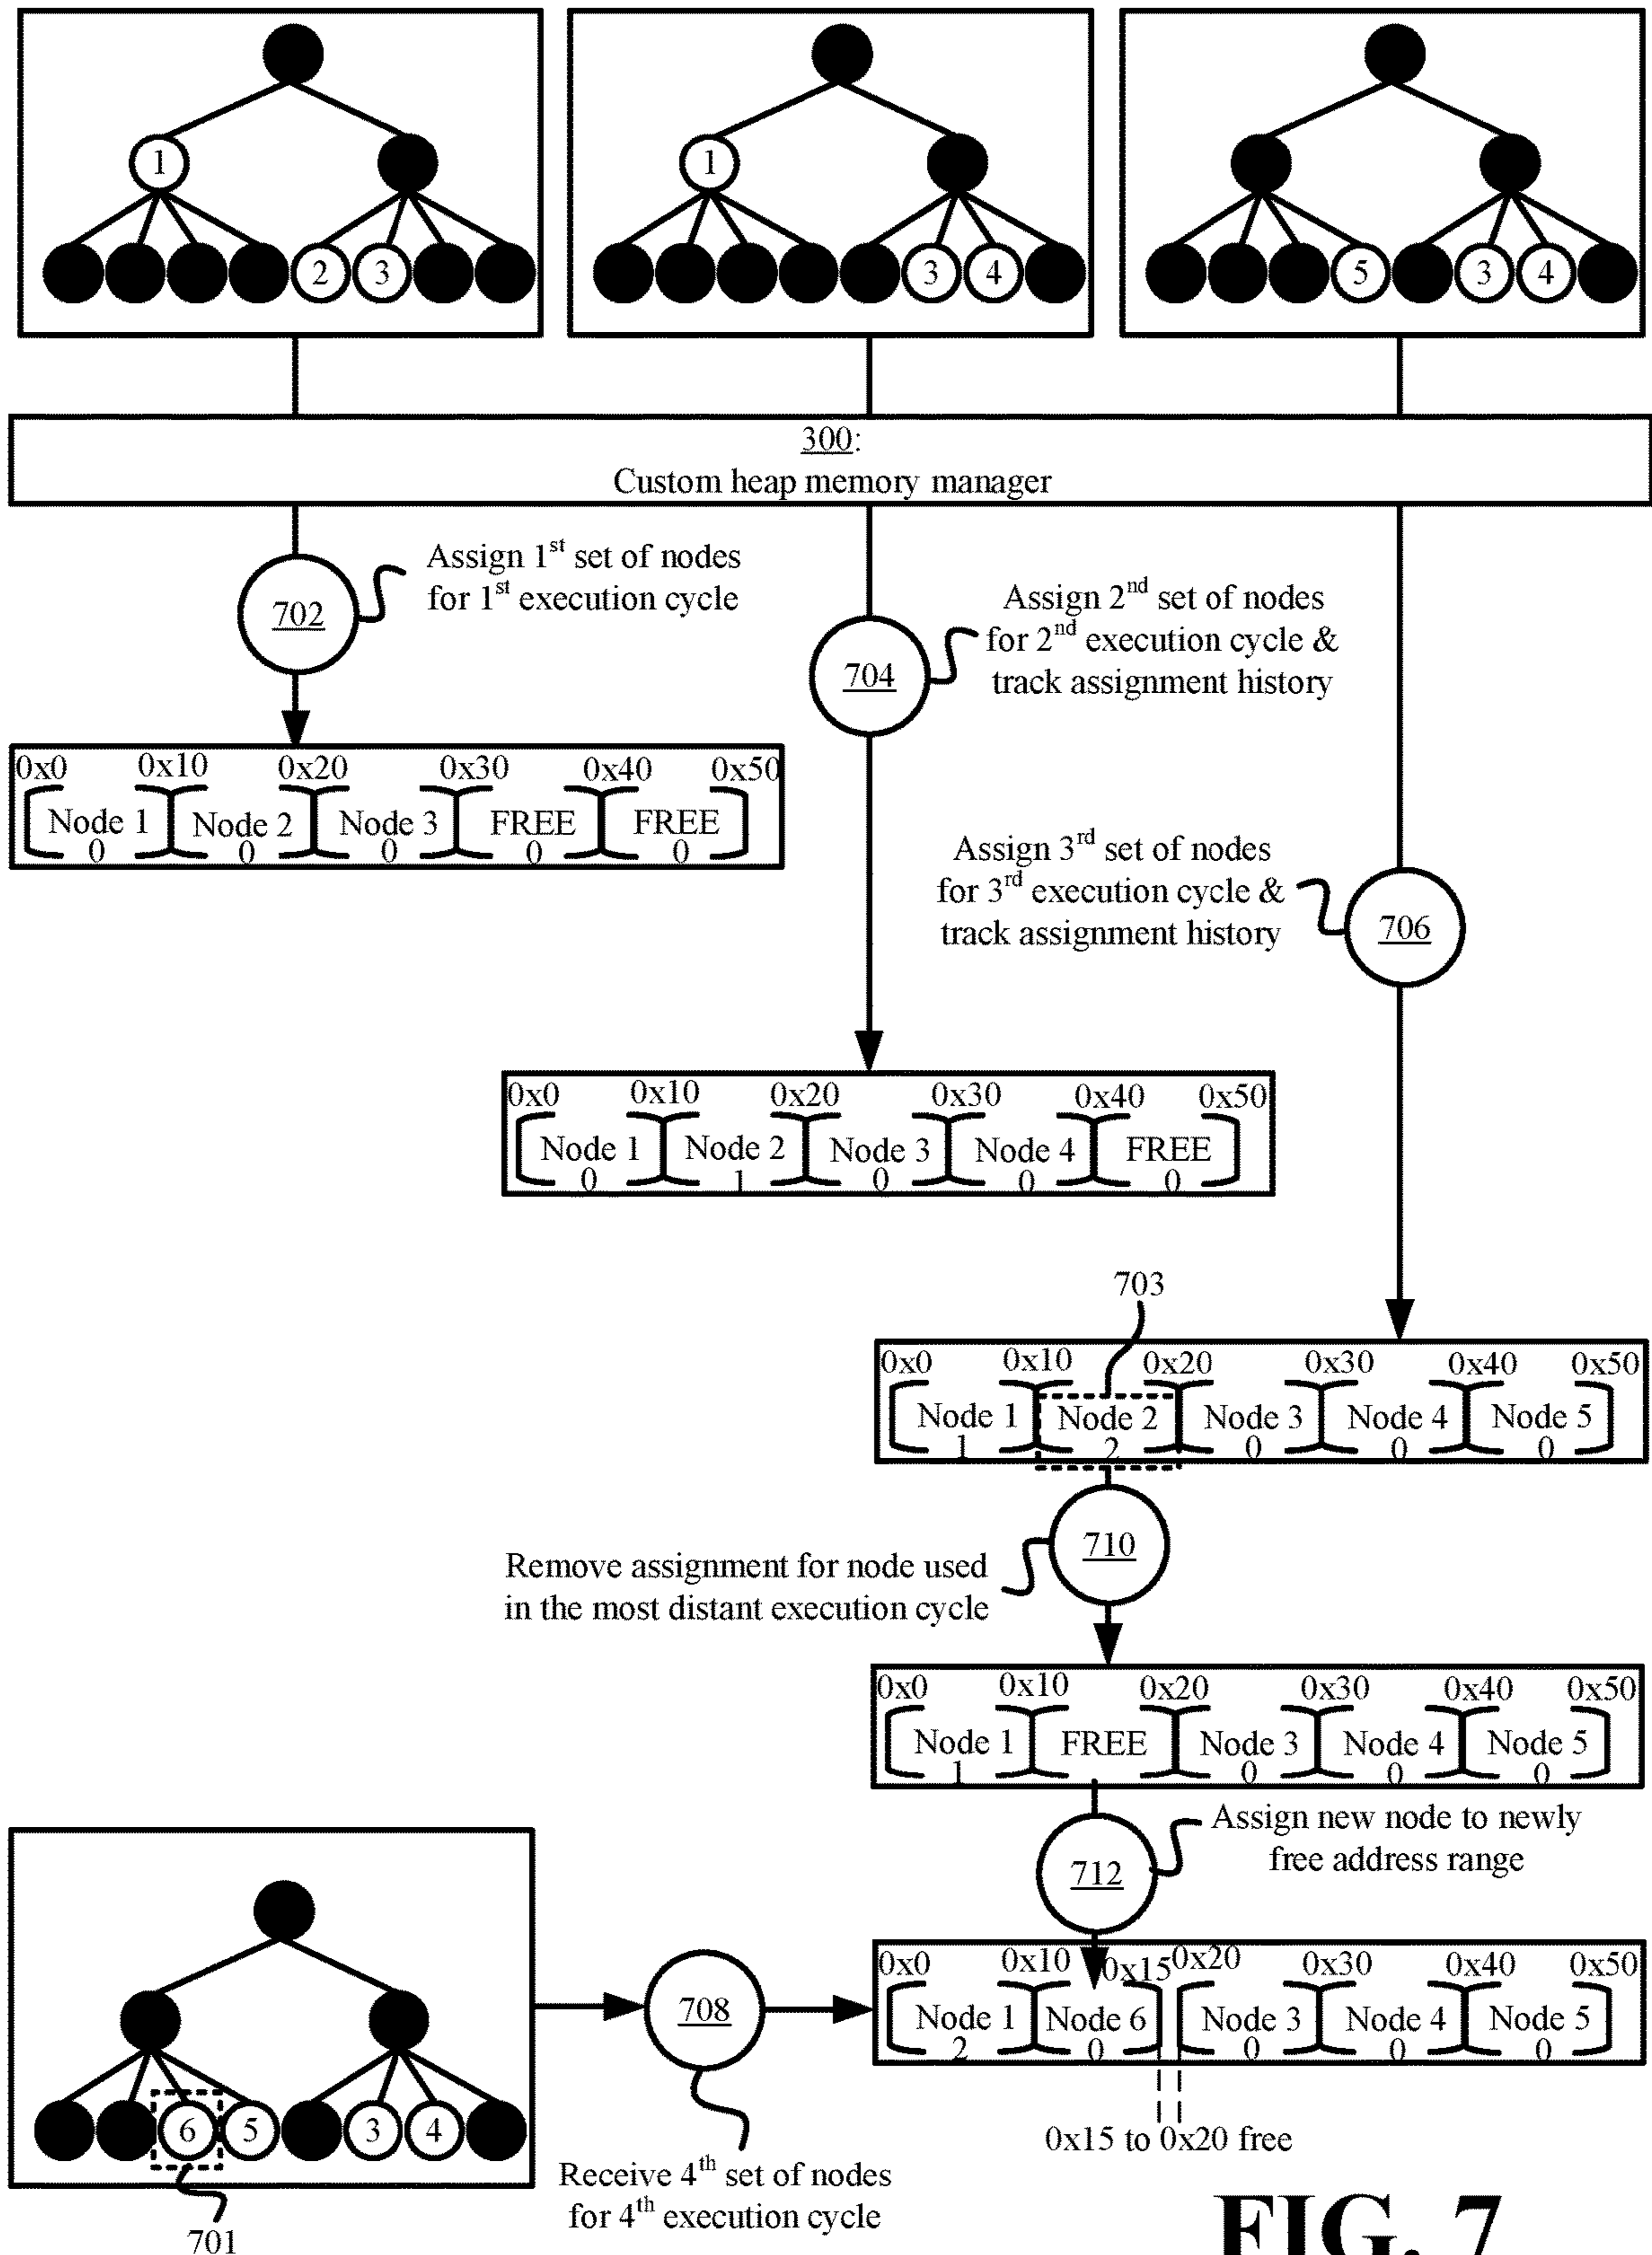 1
1
2 3
3 4
5 3 4
300:
Custom heap memory manager
Assign 1st set of nodes
for 1st execution cycle
702
Assign 2nd set of nodes
for 2nd execution cycle &
track assignment history
704
0x0 0x10 0x20 0x30 0x40 0x50
Node 1 Node 2 Node 3 FREE FREE
0 0 0 0 0
Assign 3rd set of nodes
for 3rd execution cycle &
track assignment history
706
0x0 0x10 0x20 0x30 0x40 0x50
Node 1 Node 2 Node 3 Node 4 FREE
0 1 0 0 0
703
0x0 0x10 0x20 0x30 0x40 0x50
Node 1 Node 2 Node 3 Node 4 Node 5
1 2 0 0 0
710
Remove assignment for node used
in the most distant execution cycle
0x0 0x10 0x20 0x30 0x40 0x50
Node 1 FREE Node 3 Node 4 Node 5
1 0 0 0
Assign new node to newly
free address range
712
0x0 0x10 0x15 0x20 0x30 0x40 0x50
Node 1 Node 6 Node 3 Node 4 Node 5
2 0 0 0 0
708
6 5 3 4
0x15 to 0x20 free
Receive 4th set of nodes
for 4th execution cycle
701
FIG. 7